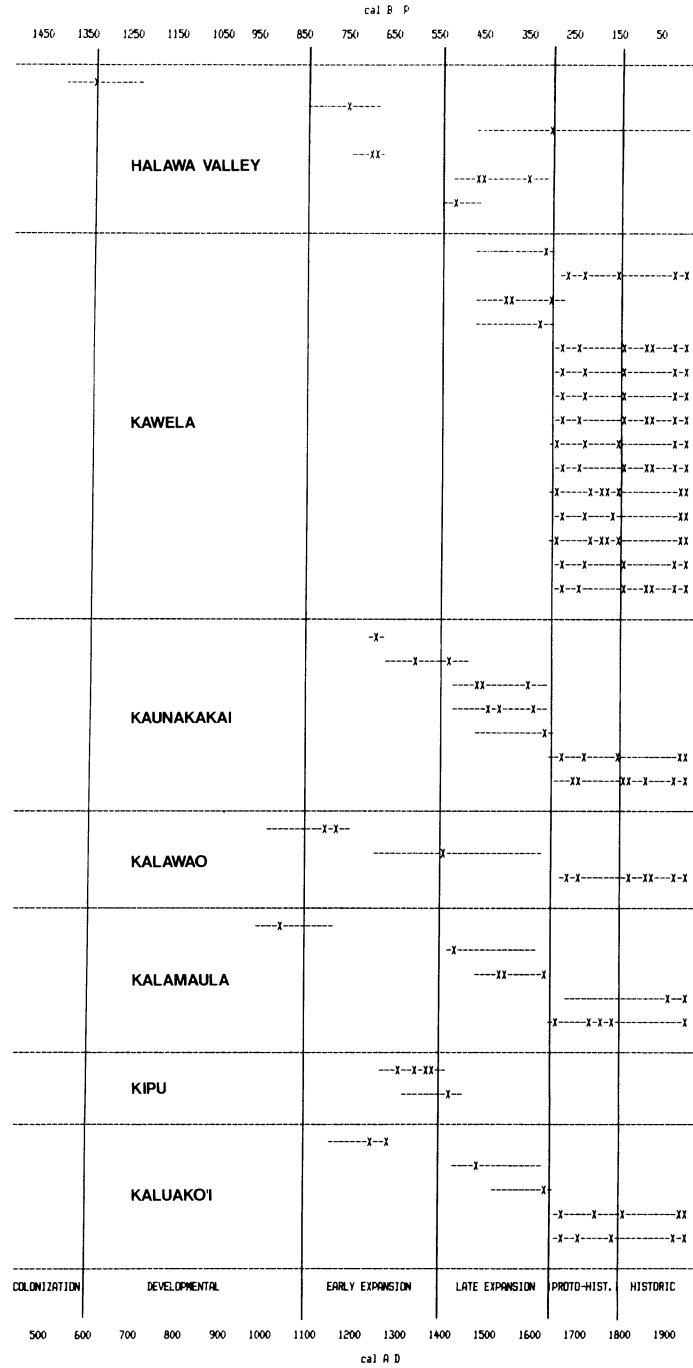 cal B P
1450 1350 1250 1150 1050 950 850 750 650 550 450 350 250 150 50
HALAWA VALLEY
KAWELA
KAUNAKAKAI
KALAWAO
KALAMAULA
KIPU
KALUAKO'I
COLONIZATION DEVELOPMENTAL EARLY EXPANSION LATE EXPANSION (PROTO-HIST.) HISTORIC
500 600 700 800 900 1000 1100 1200 1300 1400 1500 1600 1700 1800 1900
cal A D